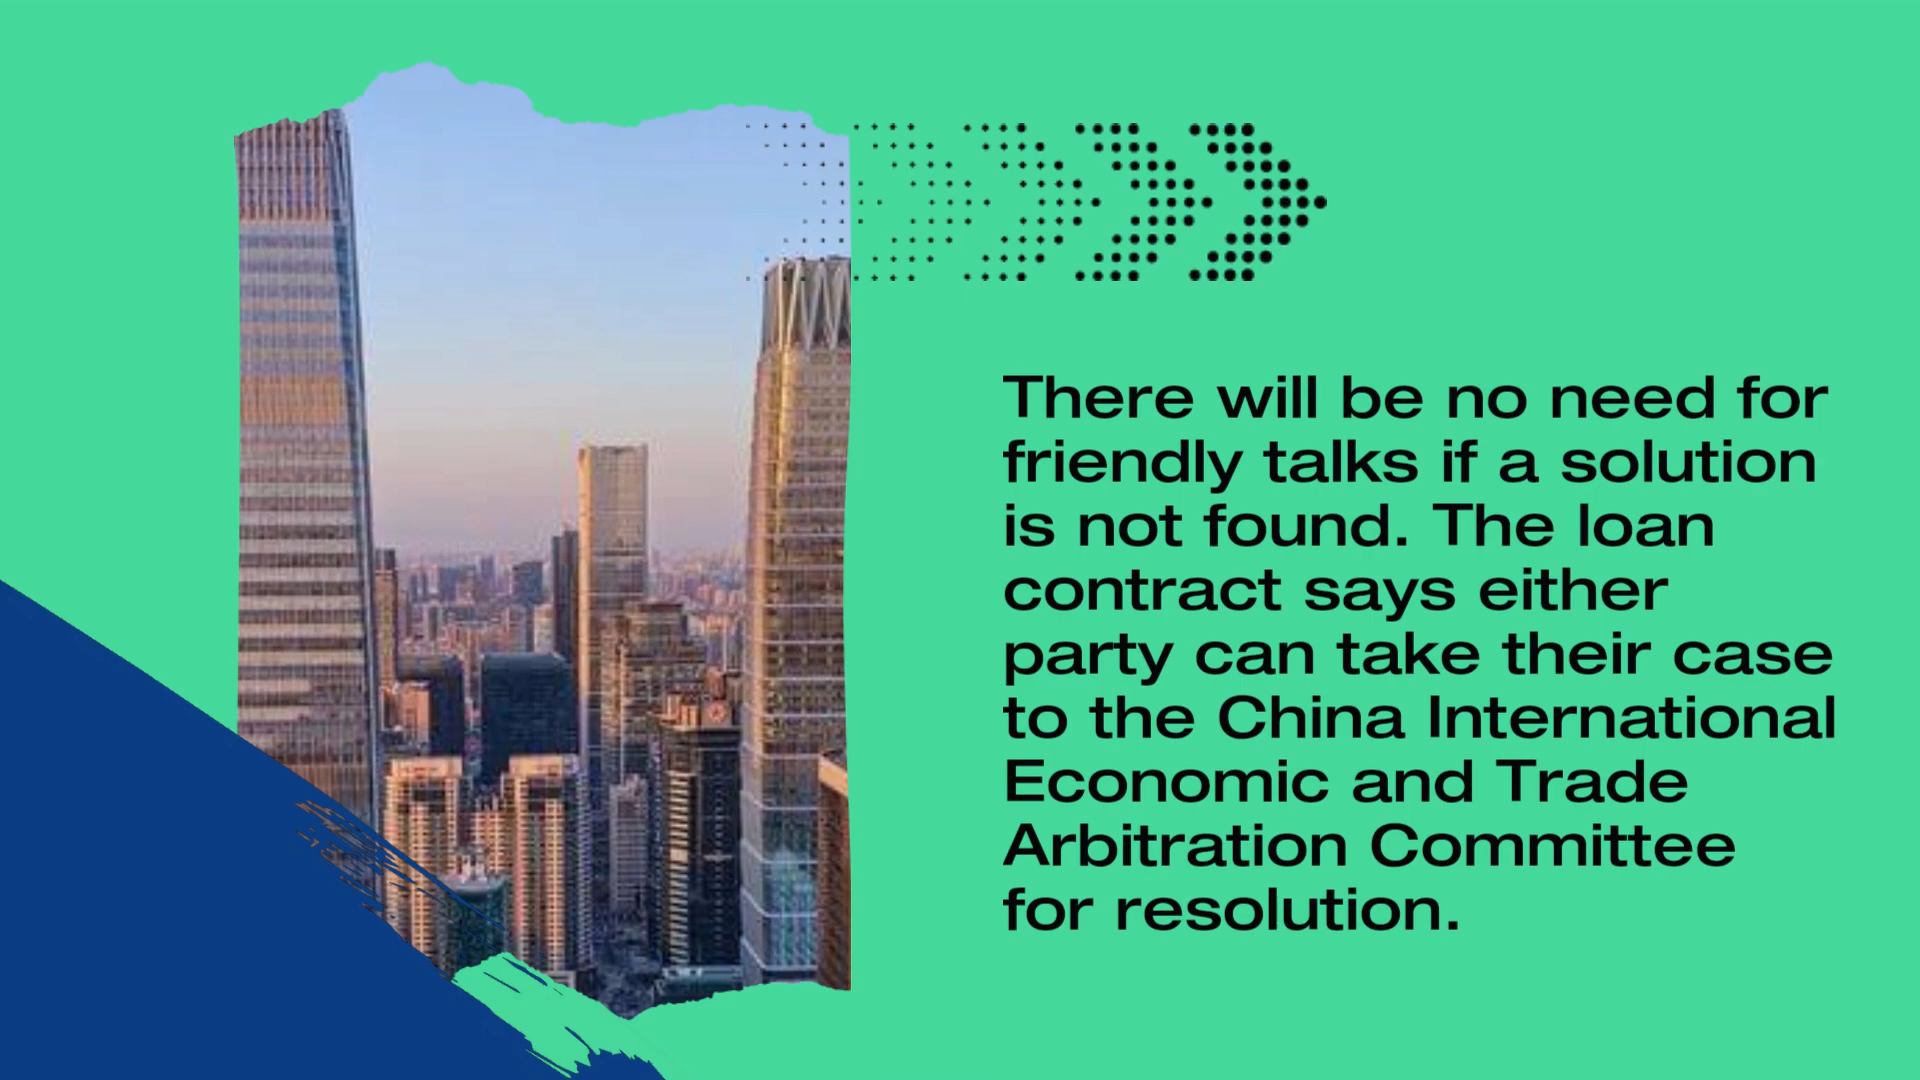 There will be no need for
friendly talks if a solution
is not found. The loan
contract says either
party can take their case
to the China International
Economic and Trade
Arbitration Committee
for resolution.